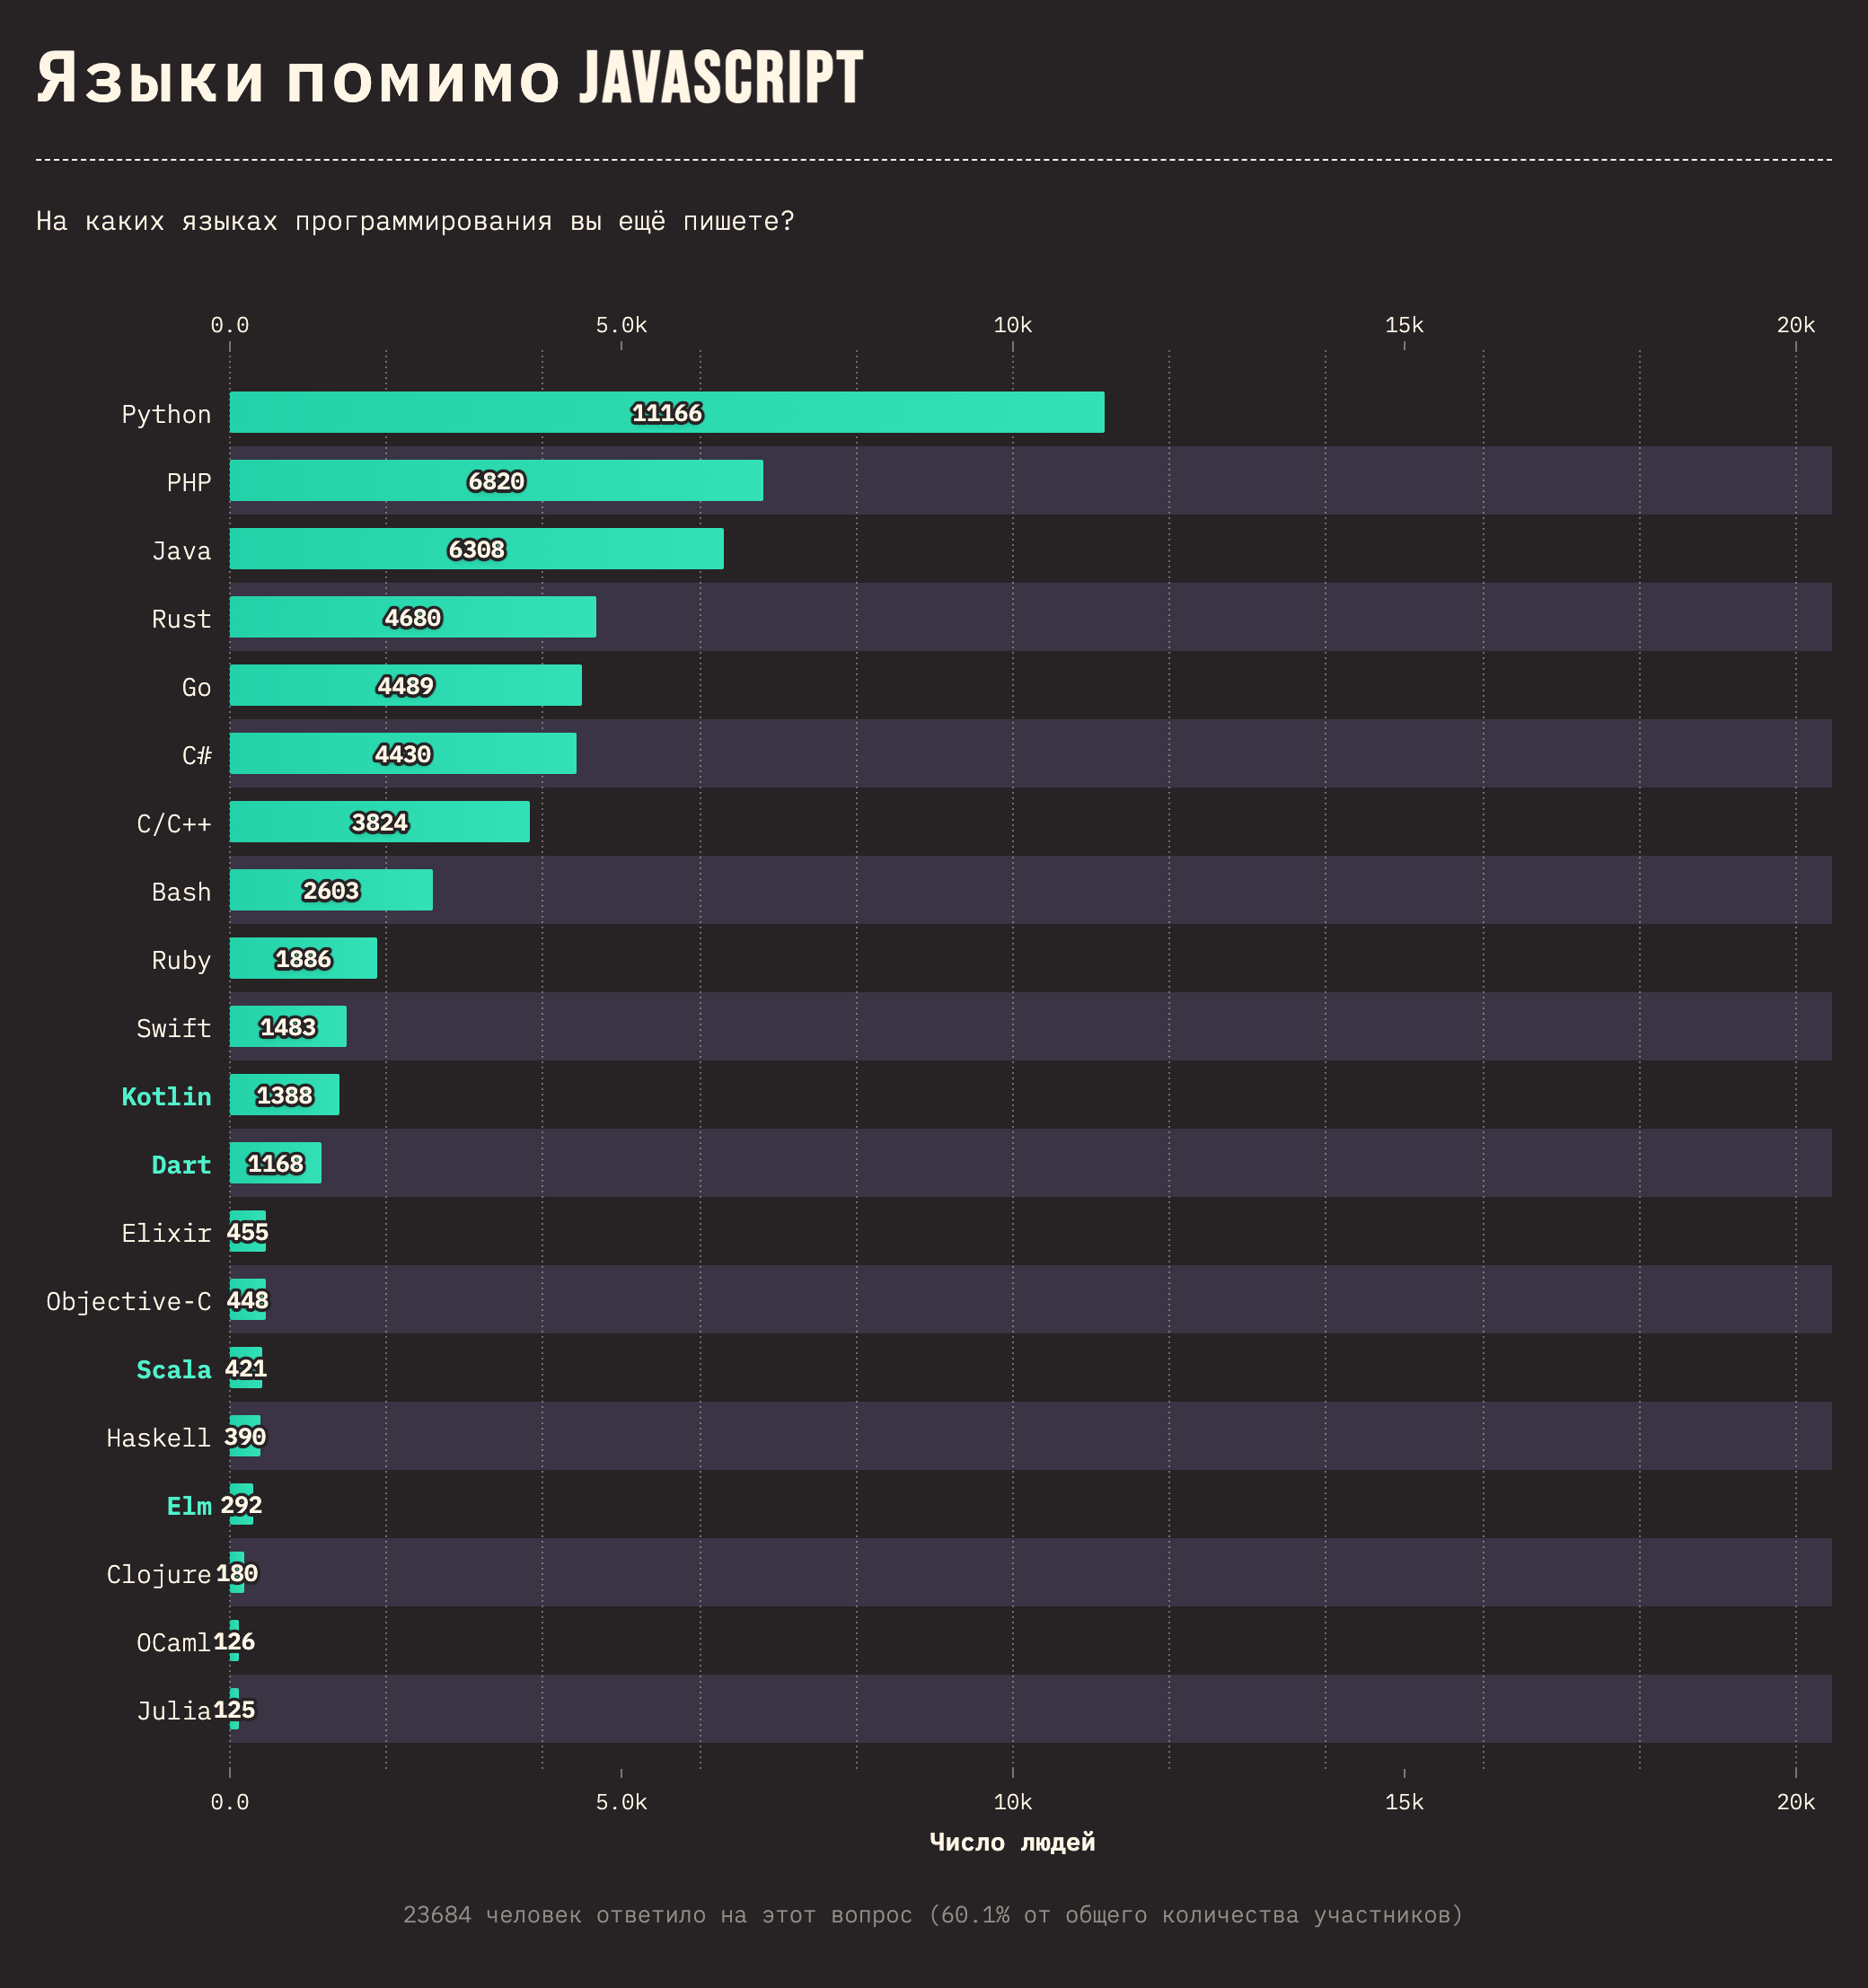 Языки помимо JAVASCRIPT
На каких языках программирования вы ещё пишете?
0.0 5.0k 10k 15k 20k
Python 11166
PHP 6820
Java 6308
Rust 4680
Go 4489
C# 4430
C/C++ 3824
Bash 2603
Ruby 1886
Swift 1483
Kotlin 1388
Dart 1168
Elixir 455
Objective-C 448
Scala 421
Haskell 390
Elm 292
Clojure 180
OCaml 126
Julia 125
0.0 5.0k 10k 15k 20k
Число людей
23684 человек ответило на этот вопрос (60.1% от общего количества участников)